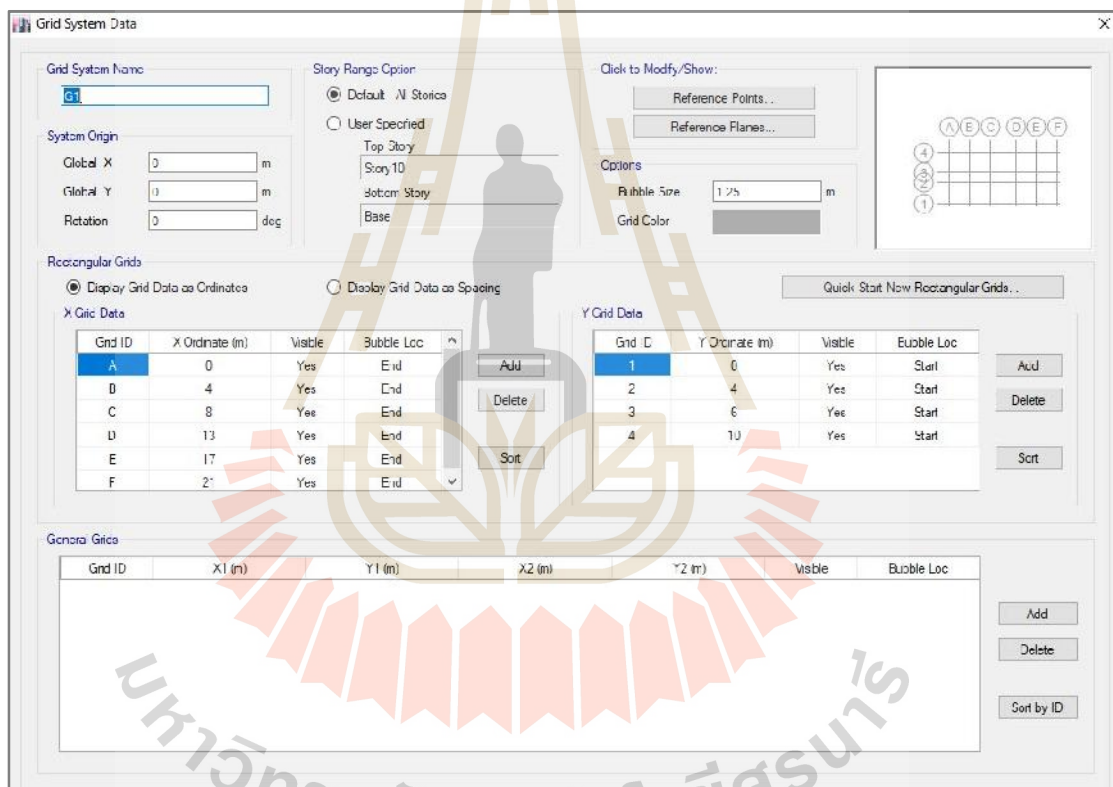 Grid System Data
Grid System Name
G1
System Origin
Global X 0 m
Global Y 0 m
Rotation 0 deg
Story Range Option
Default - All Stories
User Specified
Top Story
Story10
Bottom Story
Base
Click to Modify/Show:
Reference Points...
Reference Planes...
Options
Bubble Size 1.25 m
Grid Color
A B C D E F
4
3
2
1
Rectangular Grids
Display Grid Data as Ordinates Display Grid Data as Spacing Quick Start New Rectangular Grids...
X Grid Data
Grid ID X Ordinate (m) Visible Bubble Loc
A 0 Yes End
B 4 Yes End
C 8 Yes End
D 13 Yes End
E 17 Yes End
F 21 Yes End
Add
Delete
Sort
Y Grid Data
Grid ID Y Ordinate (m) Visible Bubble Loc
1 0 Yes Start
2 4 Yes Start
3 6 Yes Start
4 10 Yes Start
Add
Delete
Sort
General Grids
Grid ID X1 (m) Y1 (m) X2 (m) Y2 (m) Visible Bubble Loc
Add
Delete
Sort by ID